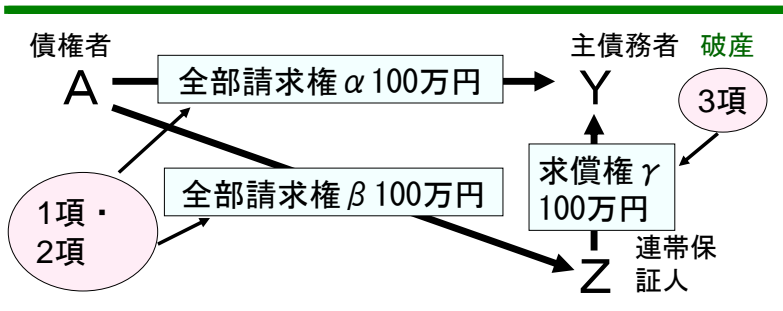 債権者
A
全部請求権α100万円
主債務者 破産
Y
3項
1項・
2項
全部請求権β100万円
求償権γ
100万円
Z
連帯保
証人